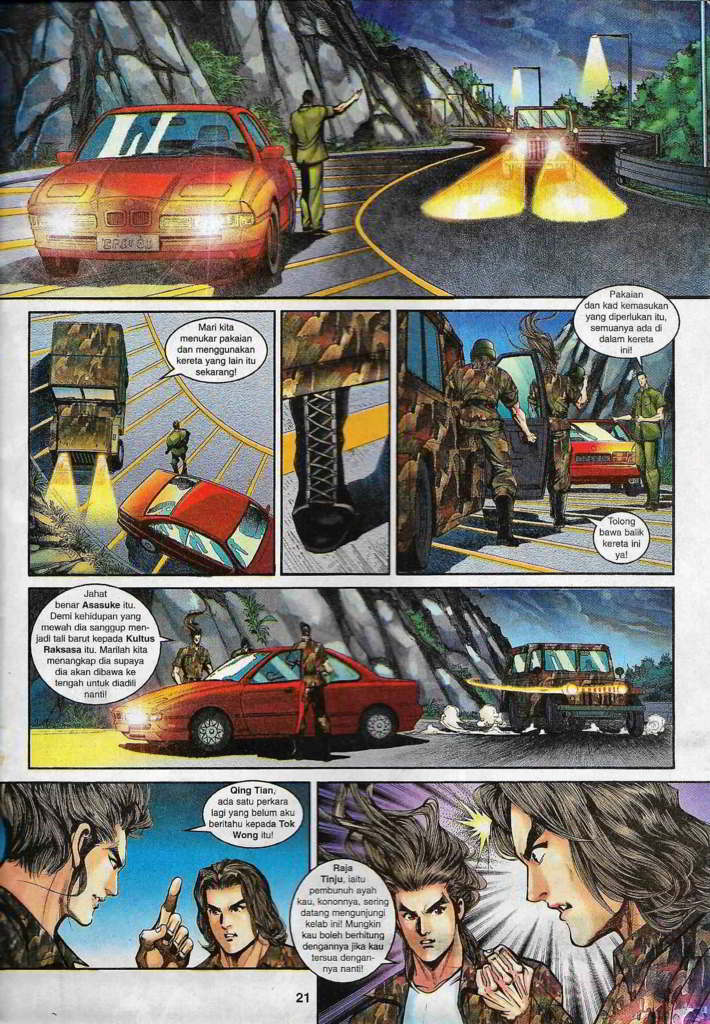 Mari kita
menukar pakaian
dan menggunakan
kereta yang lain itu
sekarang!
Pakaian
dan kad kemasukan
yang diperlukan itu,
semuanya ada di
dalam kereta
ini!
Tolong
bawa balik
kereta ini
ya!
Jahat
benar Asasuke itu.
Demi kehidupan yang
mewah dia sanggup men-
jadi tali barut kepada Kultus
Raksasa itu. Marilah kita
menangkap dia supaya
dia akan dibawa ke
tengah untuk diadili
nanti!
Qing Tian,
ada satu perkara
lagi yang belum aku
beritahu kepada Tok
Wong itu!
Raja
Tinju, iaitu
pembunuh ayah
kau, kononnya, sering
datang mengunjungi
kelab ini! Mungkin
kau boleh berhitung
dengannya jika kau
tersua dengan-
nya nanti!
21